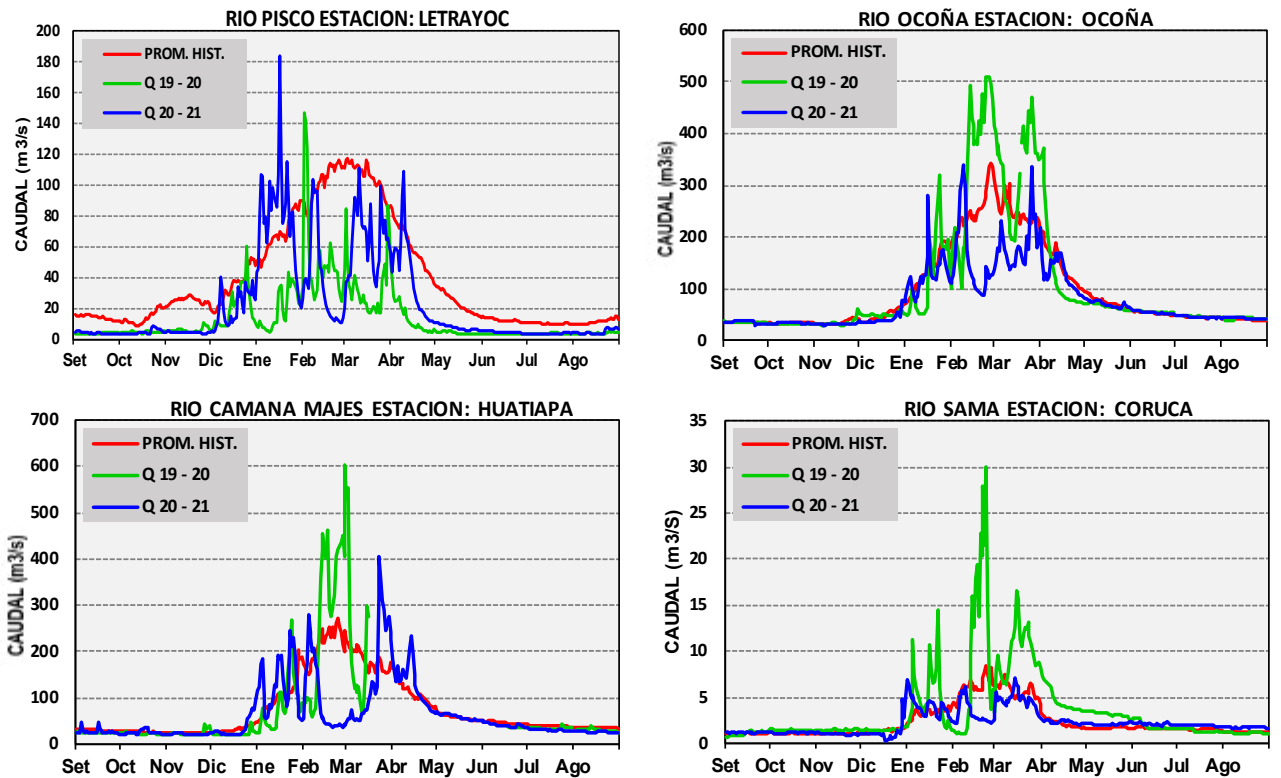 RIO PISCO ESTACION: LETRAYOC
CAUDAL (m3/s)
200
180
160
140
120
100
80
60
40
20
0
PROM. HIST.
Q 19 - 20
Q 20 - 21
Set Oct Nov Dic Ene Feb Mar Abr May Jun Jul Ago
RIO OCOÑA ESTACION: OCOÑA
CAUDAL (m3/s)
600
500
400
300
200
100
0
PROM. HIST.
Q 19 - 20
Q 20 - 21
Set Oct Nov Dic Ene Feb Mar Abr May Jun Jul Ago
RIO CAMANA MAJES ESTACION: HUATIAPA
CAUDAL (m3/s)
700
600
500
400
300
200
100
0
PROM. HIST.
Q 19 - 20
Q 20 - 21
Set Oct Nov Dic Ene Feb Mar Abr May Jun Jul Ago
RIO SAMA ESTACION: CORUCA
CAUDAL (m3/S)
35
30
25
20
15
10
5
0
PROM. HIST.
Q 19 - 20
Q 20 - 21
Set Oct Nov Dic Ene Feb Mar Abr May Jun Jul Ago